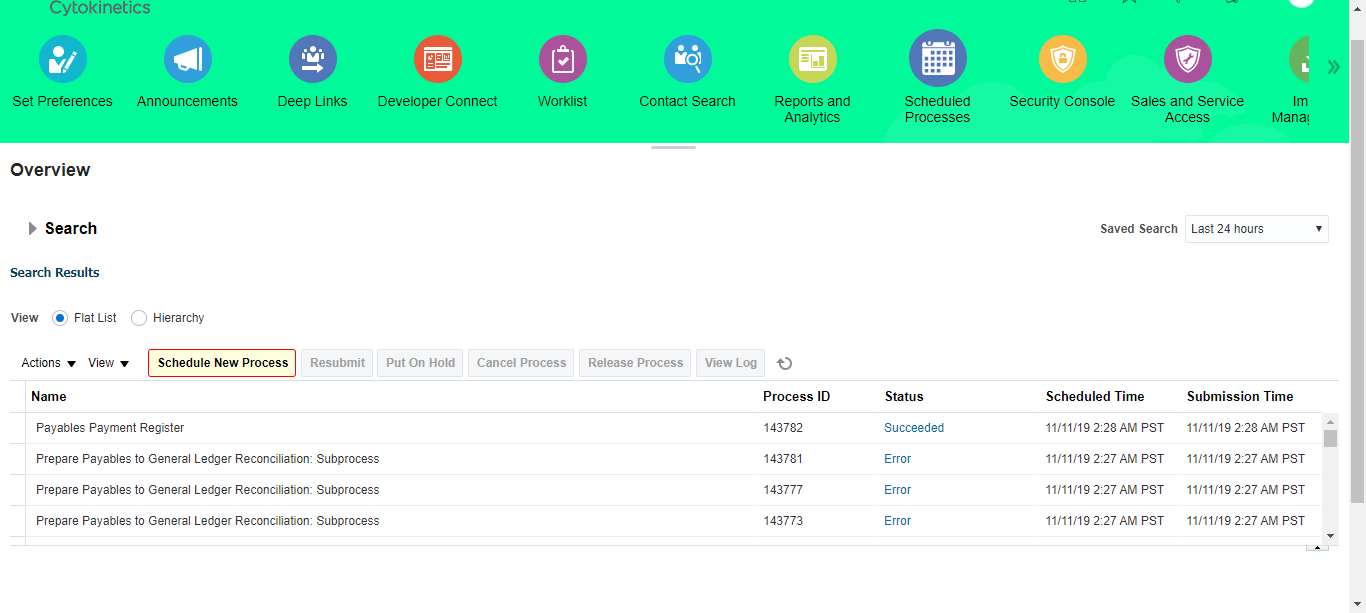 Cytokinetics
Set Preferences
Announcements
Deep Links
Developer Connect
Worklist
Contact Search
Reports and
Analytics
Scheduled
Processes
Security Console
Sales and Service
Access
Im
Manag
Overview
Search
Saved Search Last 24 hours
Search Results
View Flat List Hierarchy
Actions View Schedule New Process Resubmit Put On Hold Cancel Process Release Process View Log
Name Process ID Status Scheduled Time Submission Time
Payables Payment Register 143782 Succeeded 11/11/19 2:28 AM PST 11/11/19 2:28 AM PST
Prepare Payables to General Ledger Reconciliation: Subprocess 143781 Error 11/11/19 2:27 AM PST 11/11/19 2:27 AM PST
Prepare Payables to General Ledger Reconciliation: Subprocess 143777 Error 11/11/19 2:27 AM PST 11/11/19 2:27 AM PST
Prepare Payables to General Ledger Reconciliation: Subprocess 143773 Error 11/11/19 2:27 AM PST 11/11/19 2:27 AM PST